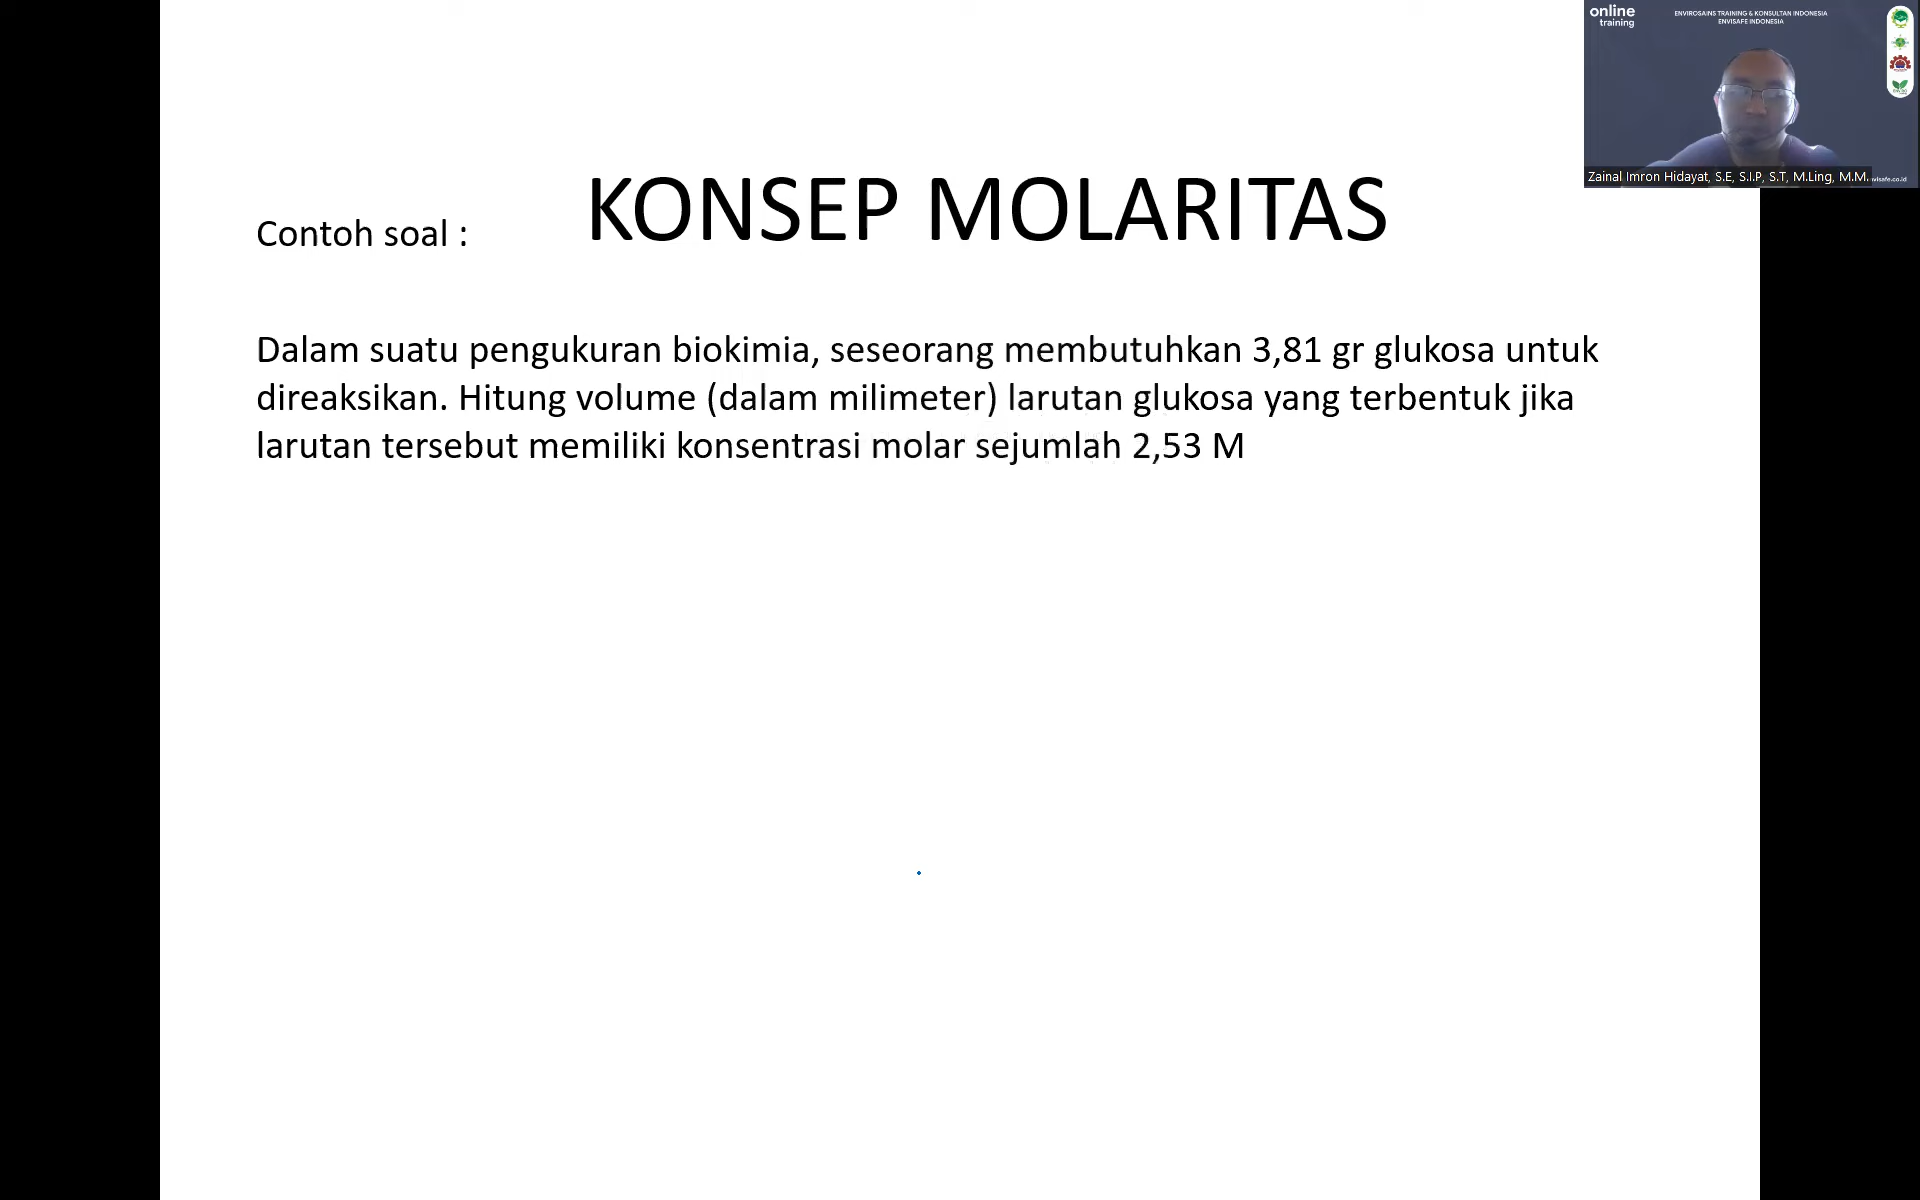 online
training
ENVIROSAINS TRAINING & KONSULTAN INDONESIA
ENVISAFE INDONESIA
Zainal Imron Hidayat, S.E, S.I.P, S.T, M.Ling, M.M.
KONSEP MOLARITAS
Contoh soal :
Dalam suatu pengukuran biokimia, seseorang membutuhkan 3,81 gr glukosa untuk
direaksikan. Hitung volume (dalam milimeter) larutan glukosa yang terbentuk jika
larutan tersebut memiliki konsentrasi molar sejumlah 2,53 M